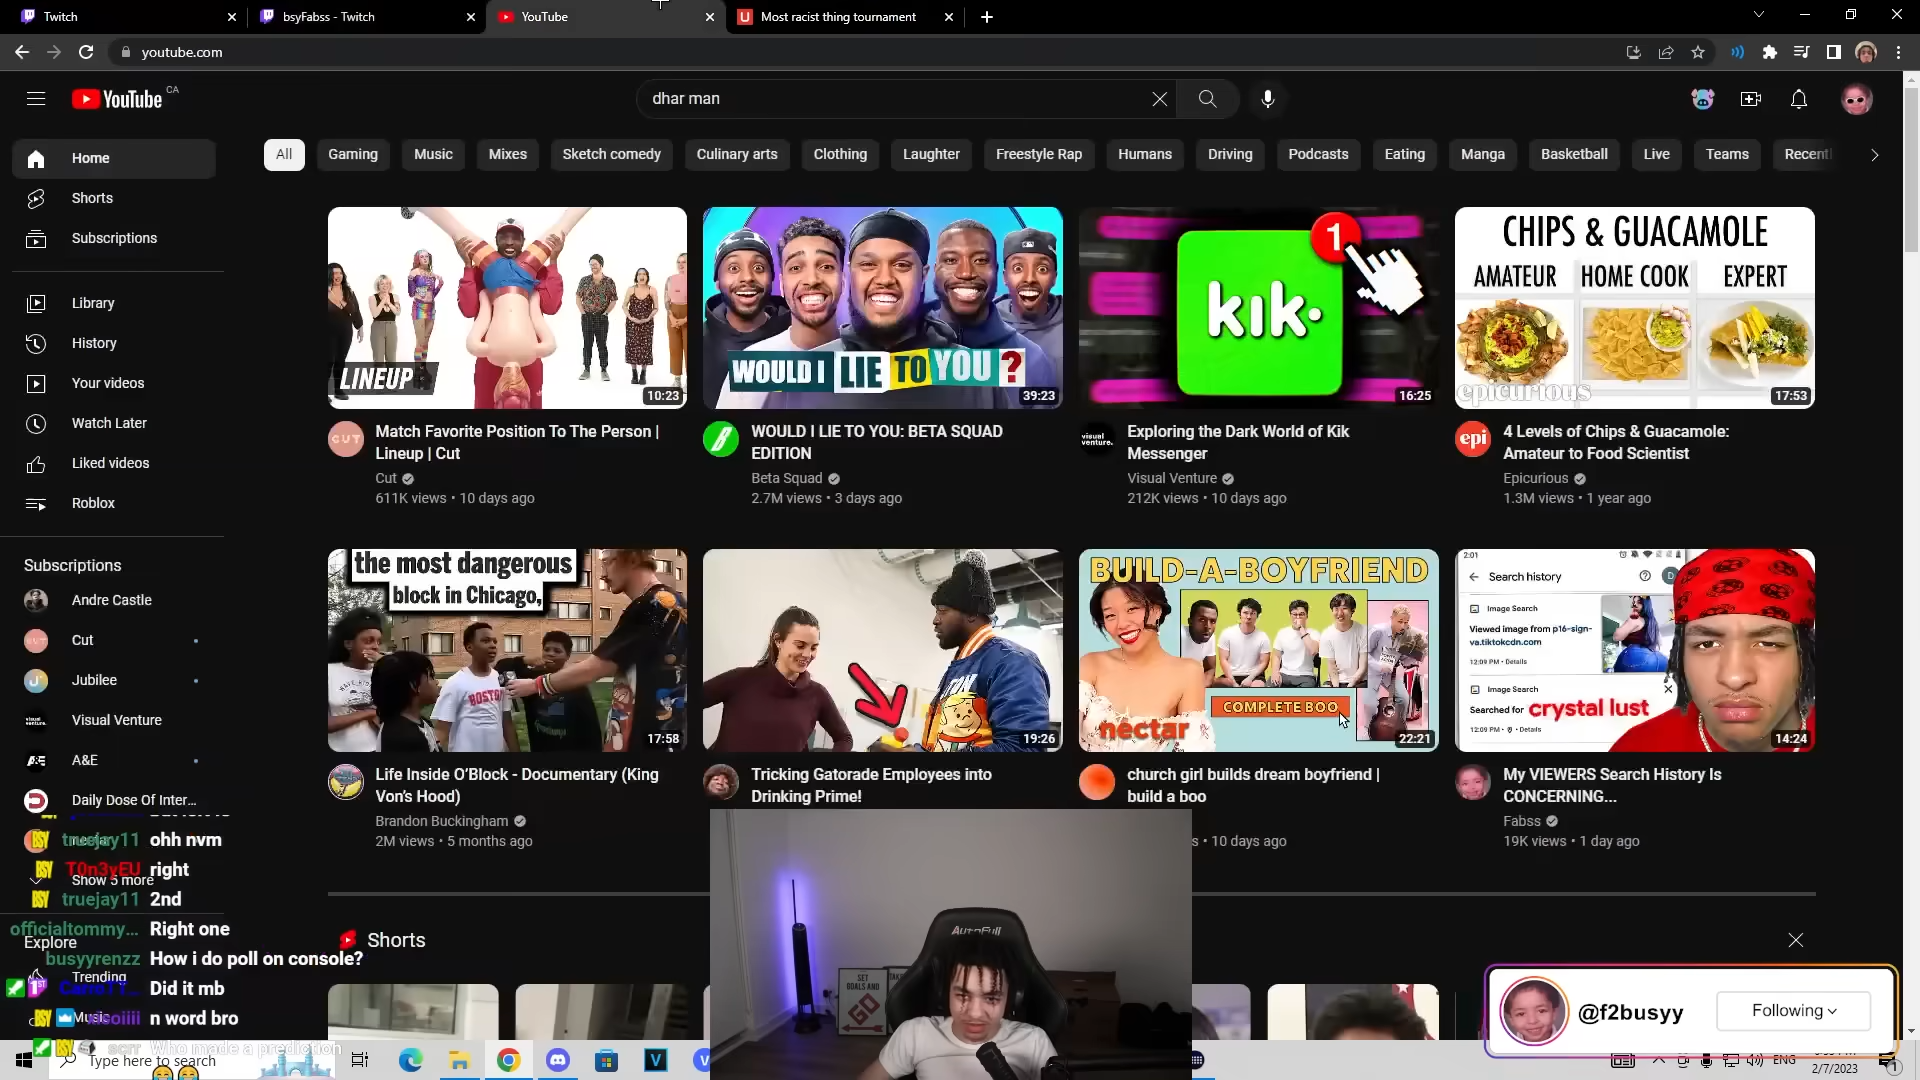 Twitch
bsyFabss - Twitch
YouTube
Most racist thing tournament
youtube.com
YouTube CA
dhar man
Home
Shorts
Subscriptions
Library
History
Your videos
Watch Later
Liked videos
Roblox
Subscriptions
Andre Castle
Cut
Jubilee
Visual Venture
A&E
Daily Dose Of Inter...
Show 5 more
Explore
Trending
Music
All
Gaming
Music
Mixes
Sketch comedy
Culinary arts
Clothing
Laughter
Freestyle Rap
Humans
Driving
Podcasts
Eating
Manga
Basketball
Live
Teams
Recent
LINEUP
10:23
Match Favorite Position To The Person |
Lineup | Cut
Cut
611K views • 10 days ago
WOULD I LIE TO YOU?
39:23
WOULD I LIE TO YOU: BETA SQUAD
EDITION
Beta Squad
2.7M views • 3 days ago
kik.
1
16:25
visual
venture.
Exploring the Dark World of Kik
Messenger
Visual Venture
212K views • 10 days ago
CHIPS & GUACAMOLE
AMATEUR
HOME COOK
EXPERT
epicurious
17:53
epi
4 Levels of Chips & Guacamole:
Amateur to Food Scientist
Epicurious
1.3M views • 1 year ago
the most dangerous
block in Chicago,
BOSTO
17:58
Life Inside O'Block - Documentary (King
Von's Hood)
Brandon Buckingham
2M views • 5 months ago
19:26
Tricking Gatorade Employees into
Drinking Prime!
BUILD-A-BOYFRIEND
COMPLETE BOO
nectar
22:21
church girl builds dream boyfriend |
build a boo
s • 10 days ago
2:01
Search history
D
Image Search
Viewed image from p16-sign-
va.tiktokcdn.com
12:09 PM • Details
Image Search
Searched for crystal lust
12:09 PM • Details
14:24
My VIEWERS Search History Is
CONCERNING...
Fabss
19K views • 1 day ago
Shorts
truejay11 ohh nvm
T0n3yEU right
truejay11 2nd
officialtommy... Right one
busyyrenzz How i do poll on console?
Did it mb
n word bro
Who made a prediction
AutoFull
SET
GOALS AND
@f2busyy
Following
Type here to search
ENG
2/7/2023
1